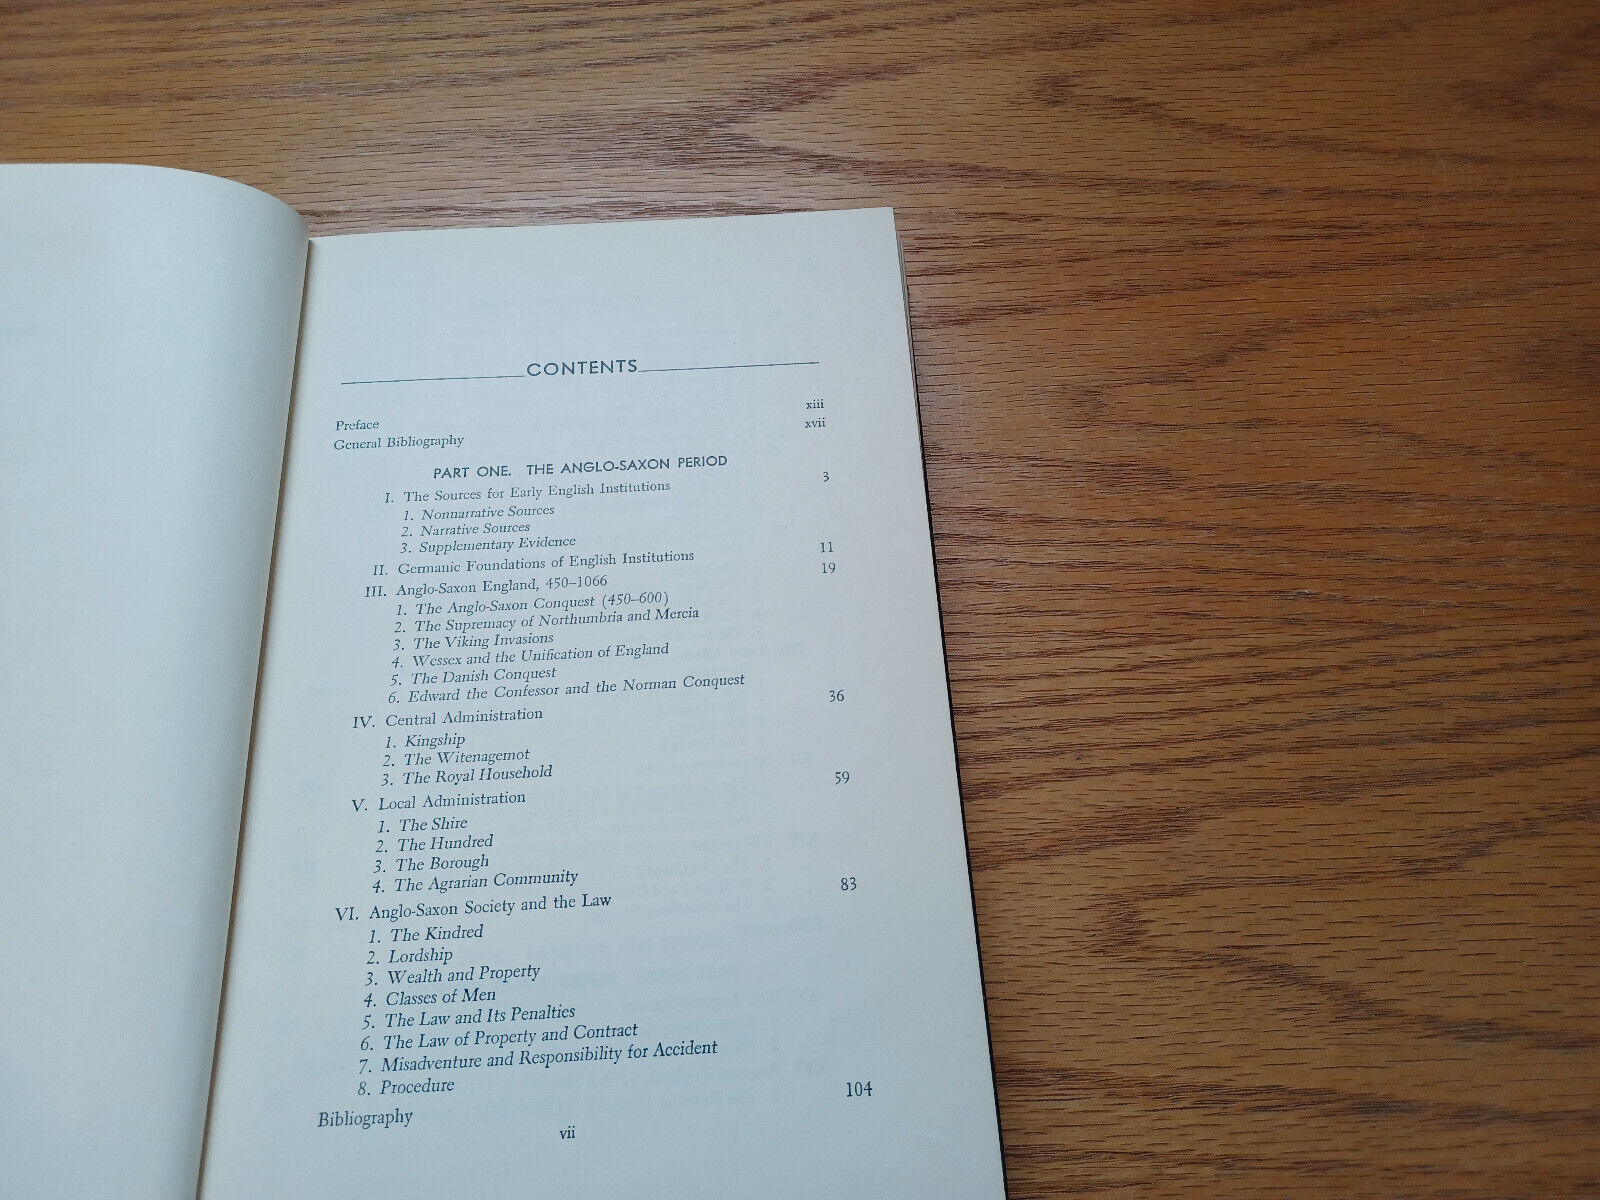 CONTENTS
Preface xiii
General Bibliography xvii
PART ONE. THE ANGLO-SAXON PERIOD
I. The Sources for Early English Institutions 3
1. Nonnarrative Sources
2. Narrative Sources
3. Supplementary Evidence
II. Germanic Foundations of English Institutions 11
III. Anglo-Saxon England, 450–1066 19
1. The Anglo-Saxon Conquest (450–600)
2. The Supremacy of Northumbria and Mercia
3. The Viking Invasions
4. Wessex and the Unification of England
5. The Danish Conquest
6. Edward the Confessor and the Norman Conquest
IV. Central Administration 36
1. Kingship
2. The Witenagemot
3. The Royal Household
V. Local Administration 59
1. The Shire
2. The Hundred
3. The Borough
4. The Agrarian Community
VI. Anglo-Saxon Society and the Law 83
1. The Kindred
2. Lordship
3. Wealth and Property
4. Classes of Men
5. The Law and Its Penalties
6. The Law of Property and Contract
7. Misadventure and Responsibility for Accident
8. Procedure
Bibliography 104
vii